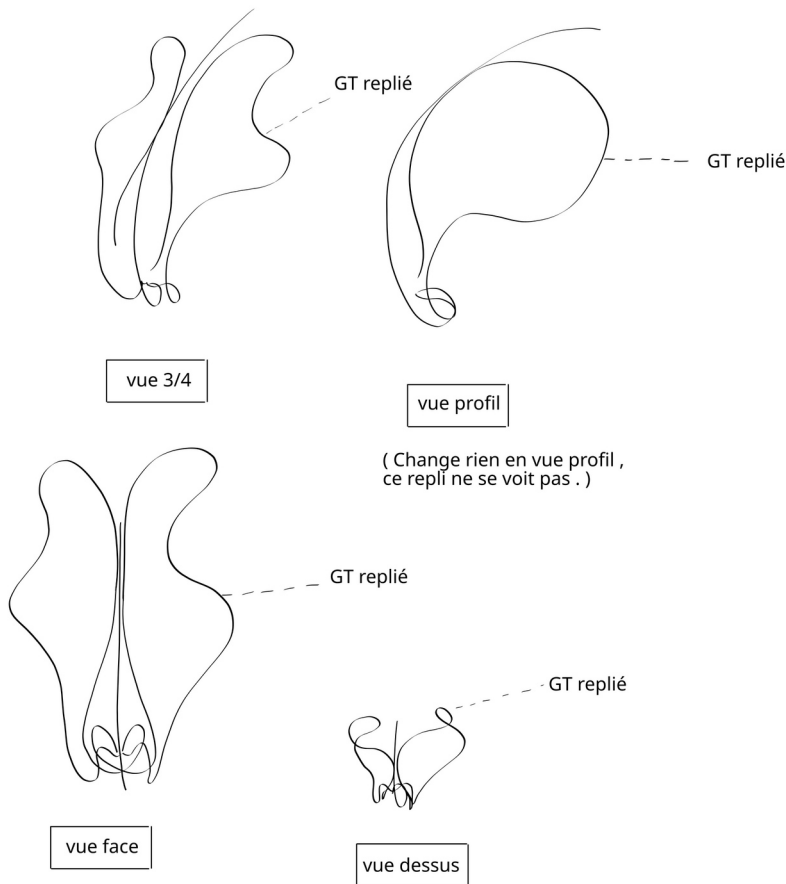 GT replié
GT replié
vue 3/4
vue profil
( Change rien en vue profil ,
ce repli ne se voit pas . )
GT replié
GT replié
vue face
vue dessus